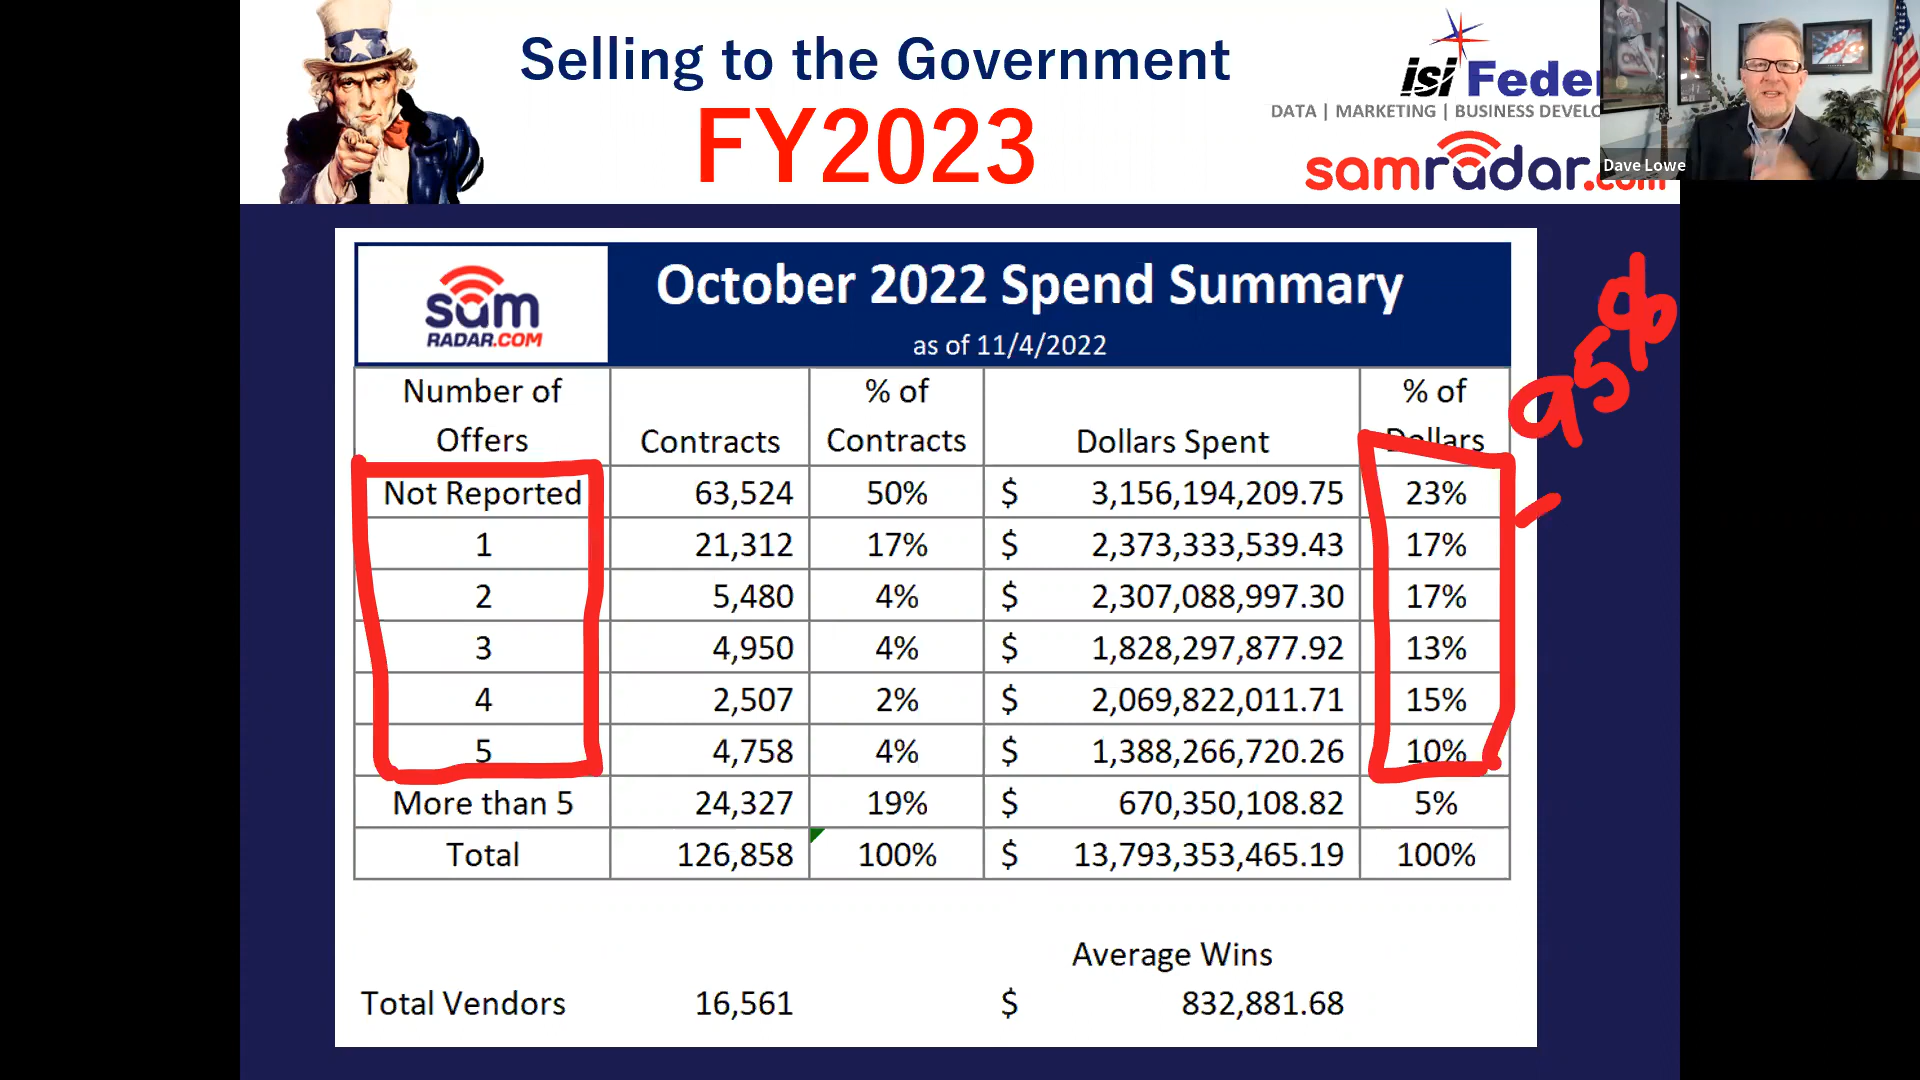 Selling to the Government
FY2023
isi Feder
DATA | MARKETING | BUSINESS DEVELO
samradar.com
Dave Lowe
sam
RADAR.COM
October 2022 Spend Summary
as of 11/4/2022
Number of Offers Contracts % of Contracts Dollars Spent % of Dollars
Not Reported 63,524 50% $ 3,156,194,209.75 23%
1 21,312 17% $ 2,373,333,539.43 17%
2 5,480 4% $ 2,307,088,997.30 17%
3 4,950 4% $ 1,828,297,877.92 13%
4 2,507 2% $ 2,069,822,011.71 15%
5 4,758 4% $ 1,388,266,720.26 10%
More than 5 24,327 19% $ 670,350,108.82 5%
Total 126,858 100% $ 13,793,353,465.19 100%
95%
Average Wins
Total Vendors 16,561 $ 832,881.68